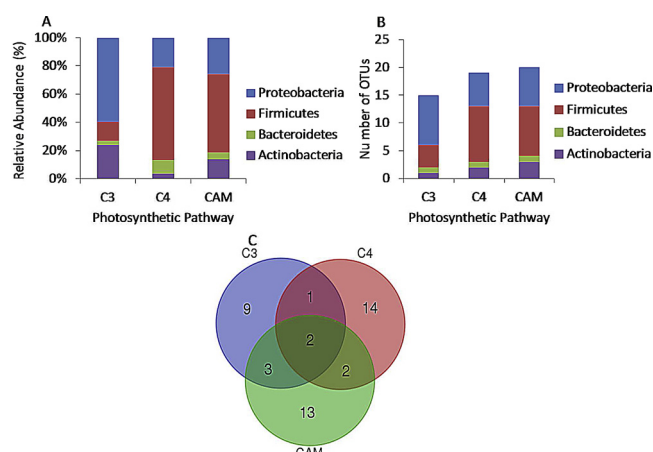 A
100%
80%
60%
40%
20%
0%
Relative Abundance (%)
C3 C4 CAM
Photosynthetic Pathway
Proteobacteria
Firmicutes
Bacteroidetes
Actinobacteria
B
25
20
15
10
5
0
Nu mber of OTUs
C3 C4 CAM
Photosynthetic Pathway
Proteobacteria
Firmicutes
Bacteroidetes
Actinobacteria
C
C3
C4
9
1
14
2
3
2
13
CAM